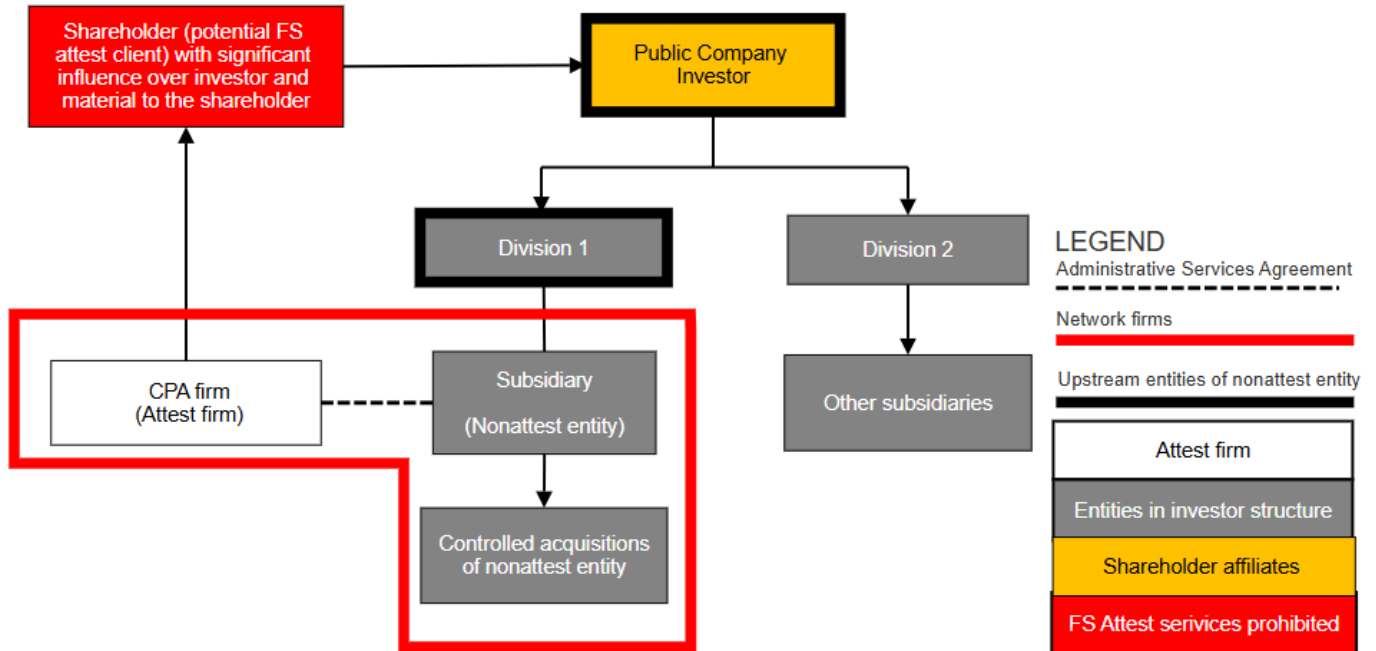 Shareholder (potential FS
attest client) with significant
influence over investor and
material to the shareholder
Public Company
Investor
Division 1
Division 2
CPA firm
(Attest firm)
Subsidiary
(Nonattest entity)
Other subsidiaries
Controlled acquisitions
of nonattest entity
LEGEND
Administrative Services Agreement
Network firms
Upstream entities of nonattest entity
Attest firm
Entities in investor structure
Shareholder affiliates
FS Attest serivices prohibited